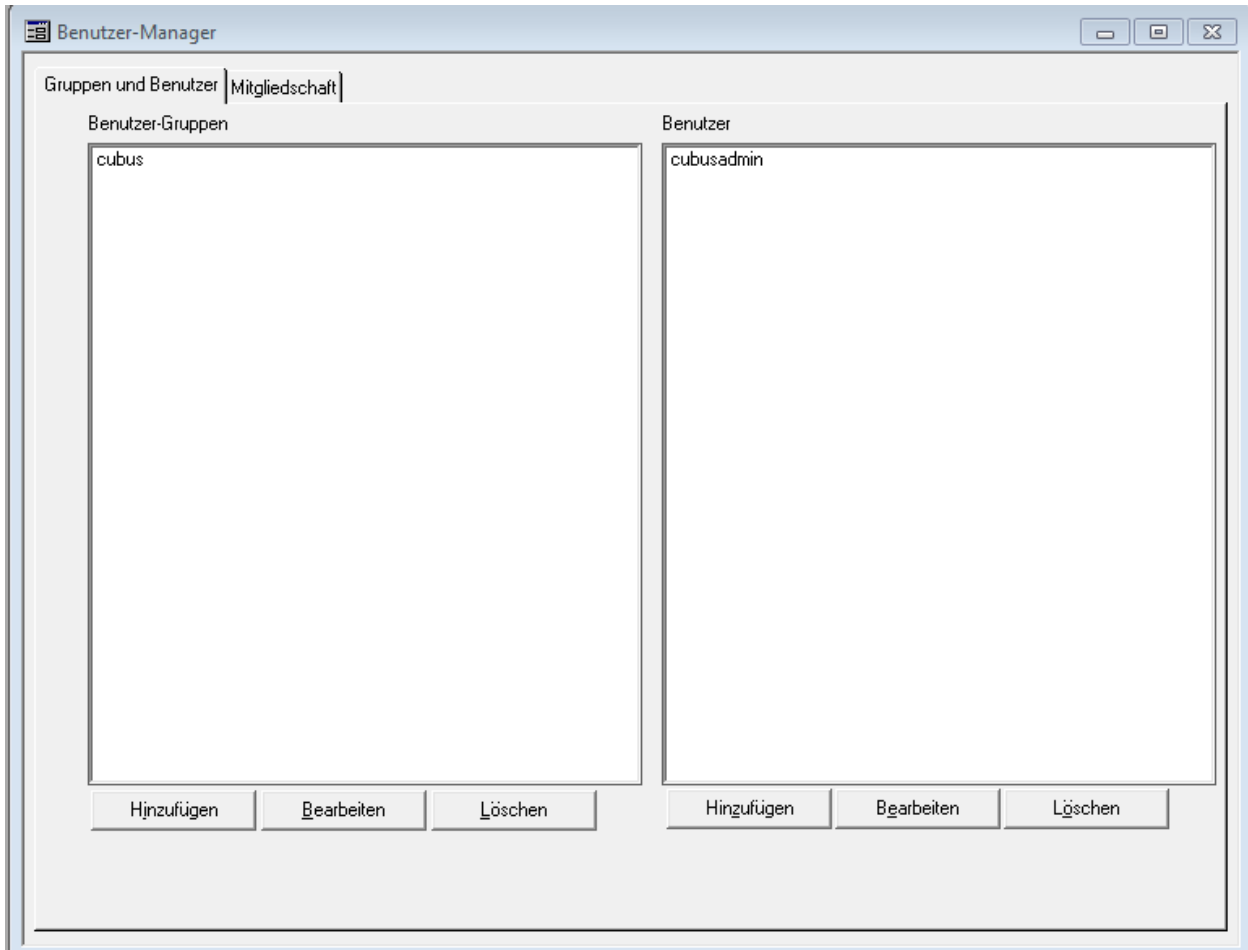 Benutzer-Manager
Gruppen und Benutzer
Mitgliedschaft
Benutzer-Gruppen
Benutzer
cubus
cubusadmin
Hinzufügen
Bearbeiten
Löschen
Hinzufügen
Bearbeiten
Löschen